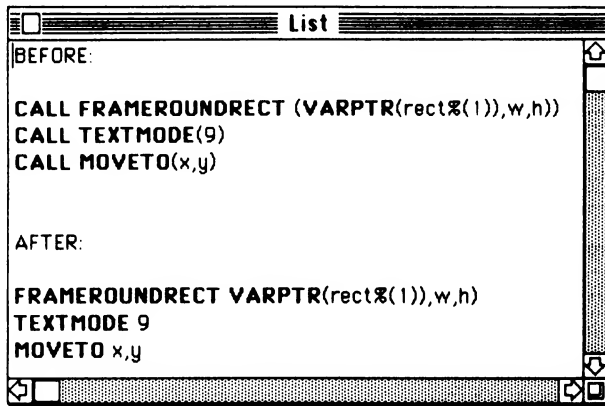 List
BEFORE:
CALL FRAMEROUNDRECT (VARPTR(rect%(1)),w,h))
CALL TEXTMODE(9)
CALL MOVETO(x,y)
AFTER:
FRAMEROUNDRECT VARPTR(rect%(1)),w,h)
TEXTMODE 9
MOVETO x,y